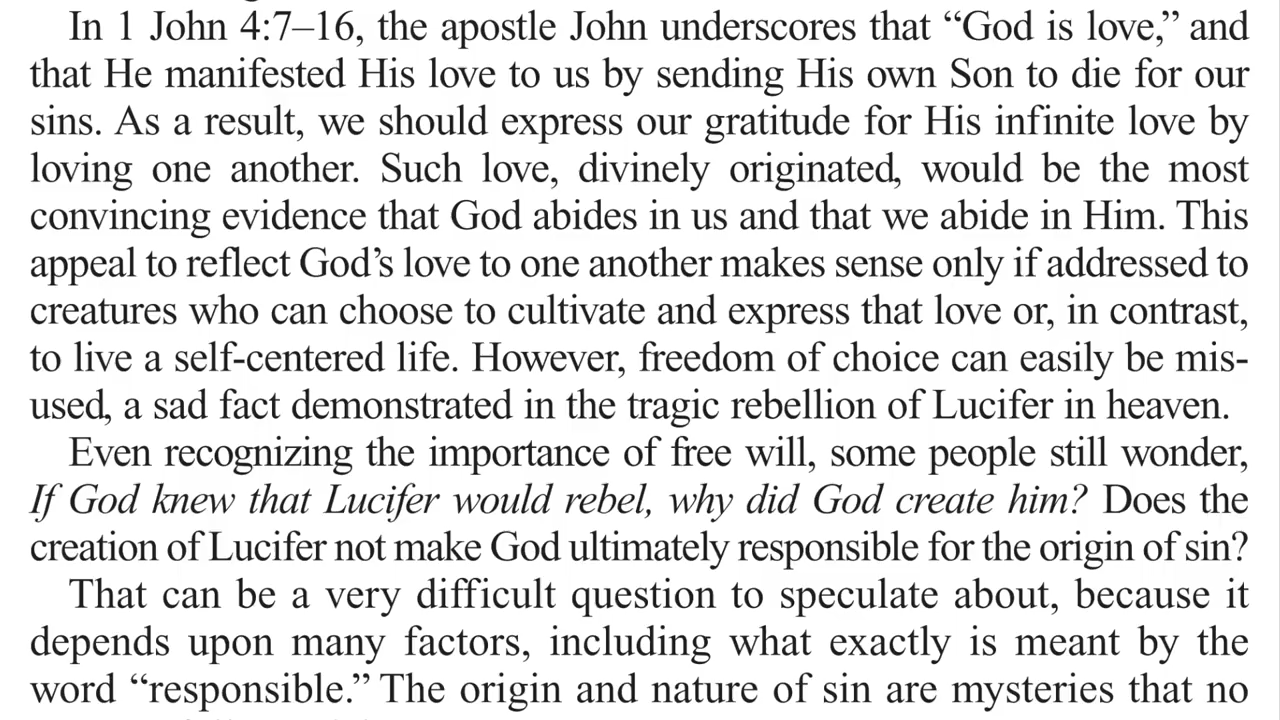 In 1 John 4:7–16, the apostle John underscores that “God is love,” and
that He manifested His love to us by sending His own Son to die for our
sins. As a result, we should express our gratitude for His infinite love by
loving one another. Such love, divinely originated, would be the most
convincing evidence that God abides in us and that we abide in Him. This
appeal to reflect God’s love to one another makes sense only if addressed to
creatures who can choose to cultivate and express that love or, in contrast,
to live a self-centered life. However, freedom of choice can easily be mis-
used, a sad fact demonstrated in the tragic rebellion of Lucifer in heaven.
Even recognizing the importance of free will, some people still wonder,
If God knew that Lucifer would rebel, why did God create him? Does the
creation of Lucifer not make God ultimately responsible for the origin of sin?
That can be a very difficult question to speculate about, because it
depends upon many factors, including what exactly is meant by the
word “responsible.” The origin and nature of sin are mysteries that no